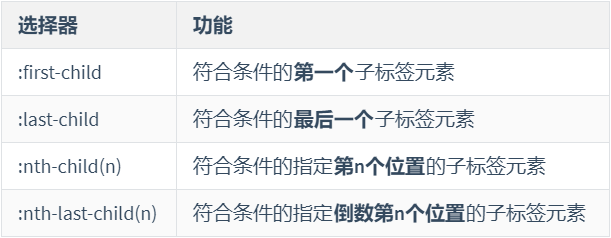 选择器 功能
:first-child 符合条件的第一个子标签元素
:last-child 符合条件的最后一个子标签元素
:nth-child(n) 符合条件的指定第n个位置的子标签元素
:nth-last-child(n) 符合条件的指定倒数第n个位置的子标签元素